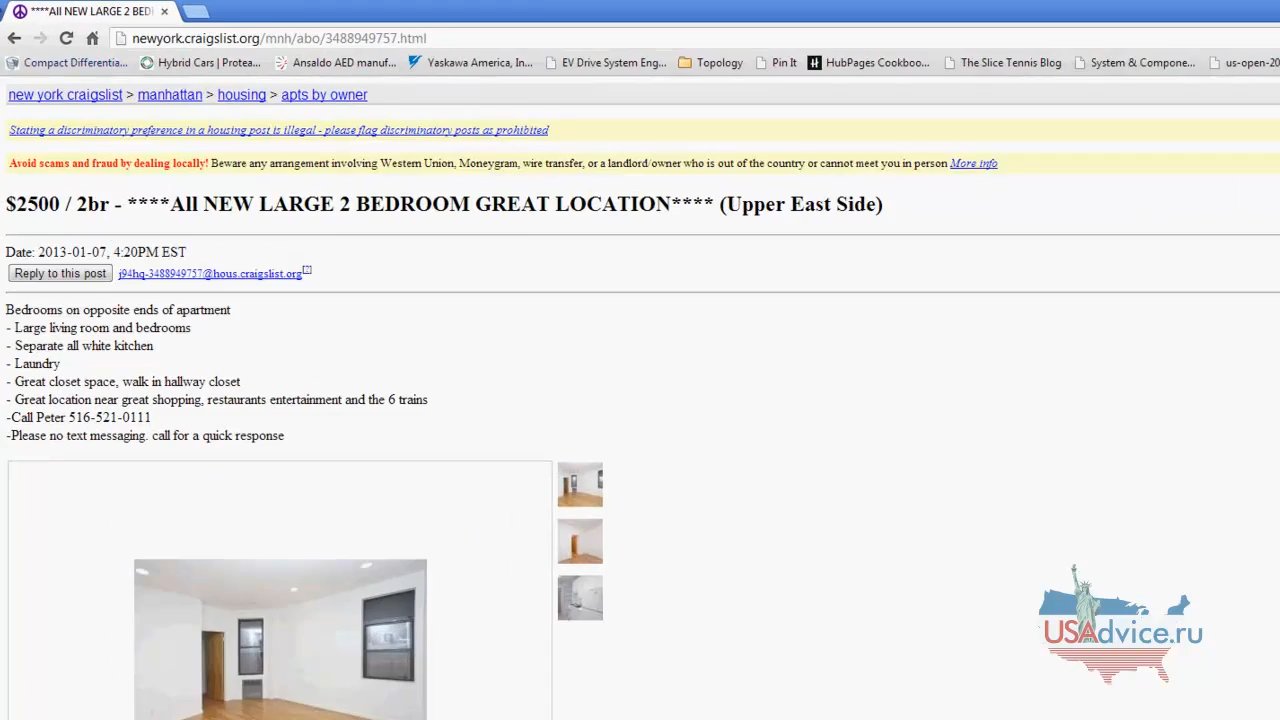 ****All NEW LARGE 2 BEDI
newyork.craigslist.org/mnh/abo/3488949757.html
Compact Differentia... Hybrid Cars | Protea... Ansaldo AED manuf... Yaskawa America, In... EV Drive System Eng... Topology Pin It HubPages Cookboo... The Slice Tennis Blog System & Compone... us-open-20
new york craigslist > manhattan > housing > apts by owner
Stating a discriminatory preference in a housing post is illegal - please flag discriminatory posts as prohibited
Avoid scams and fraud by dealing locally! Beware any arrangement involving Western Union, Moneygram, wire transfer, or a landlord/owner who is out of the country or cannot meet you in person More info
$2500 / 2br - ****All NEW LARGE 2 BEDROOM GREAT LOCATION**** (Upper East Side)
Date: 2013-01-07, 4:20PM EST
Reply to this post j94hq-3488949757@hous.craigslist.org [?]
Bedrooms on opposite ends of apartment
- Large living room and bedrooms
- Separate all white kitchen
- Laundry
- Great closet space, walk in hallway closet
- Great location near great shopping, restaurants entertainment and the 6 trains
-Call Peter 516-521-0111
-Please no text messaging. call for a quick response
USAdvice.ru